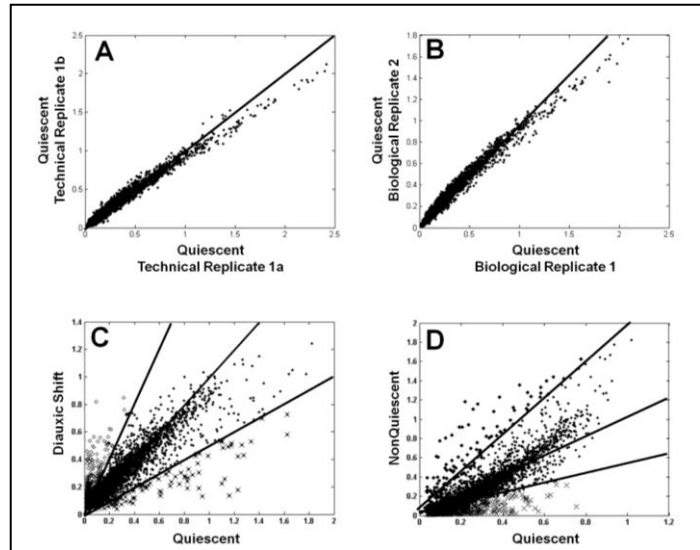 A
Quiescent
Technical Replicate 1b
2.5
2
1.5
1
0.5
0
0 0.5 1 1.5 2 2.5
Quiescent
Technical Replicate 1a
B
Quiescent
Biological Replicate 2
1.8
1.6
1.4
1.2
1
0.8
0.6
0.4
0.2
0
0 0.5 1 1.5 2 2.5
Quiescent
Biological Replicate 1
C
Diauxic Shift
1.4
1.2
1
0.8
0.6
0.4
0.2
0
0 0.2 0.4 0.6 0.8 1 1.2 1.4 1.6 1.8 2
Quiescent
D
NonQuiescent
2
1.8
1.6
1.4
1.2
1
0.8
0.6
0.4
0.2
0
0 0.2 0.4 0.6 0.8 1 1.2
Quiescent